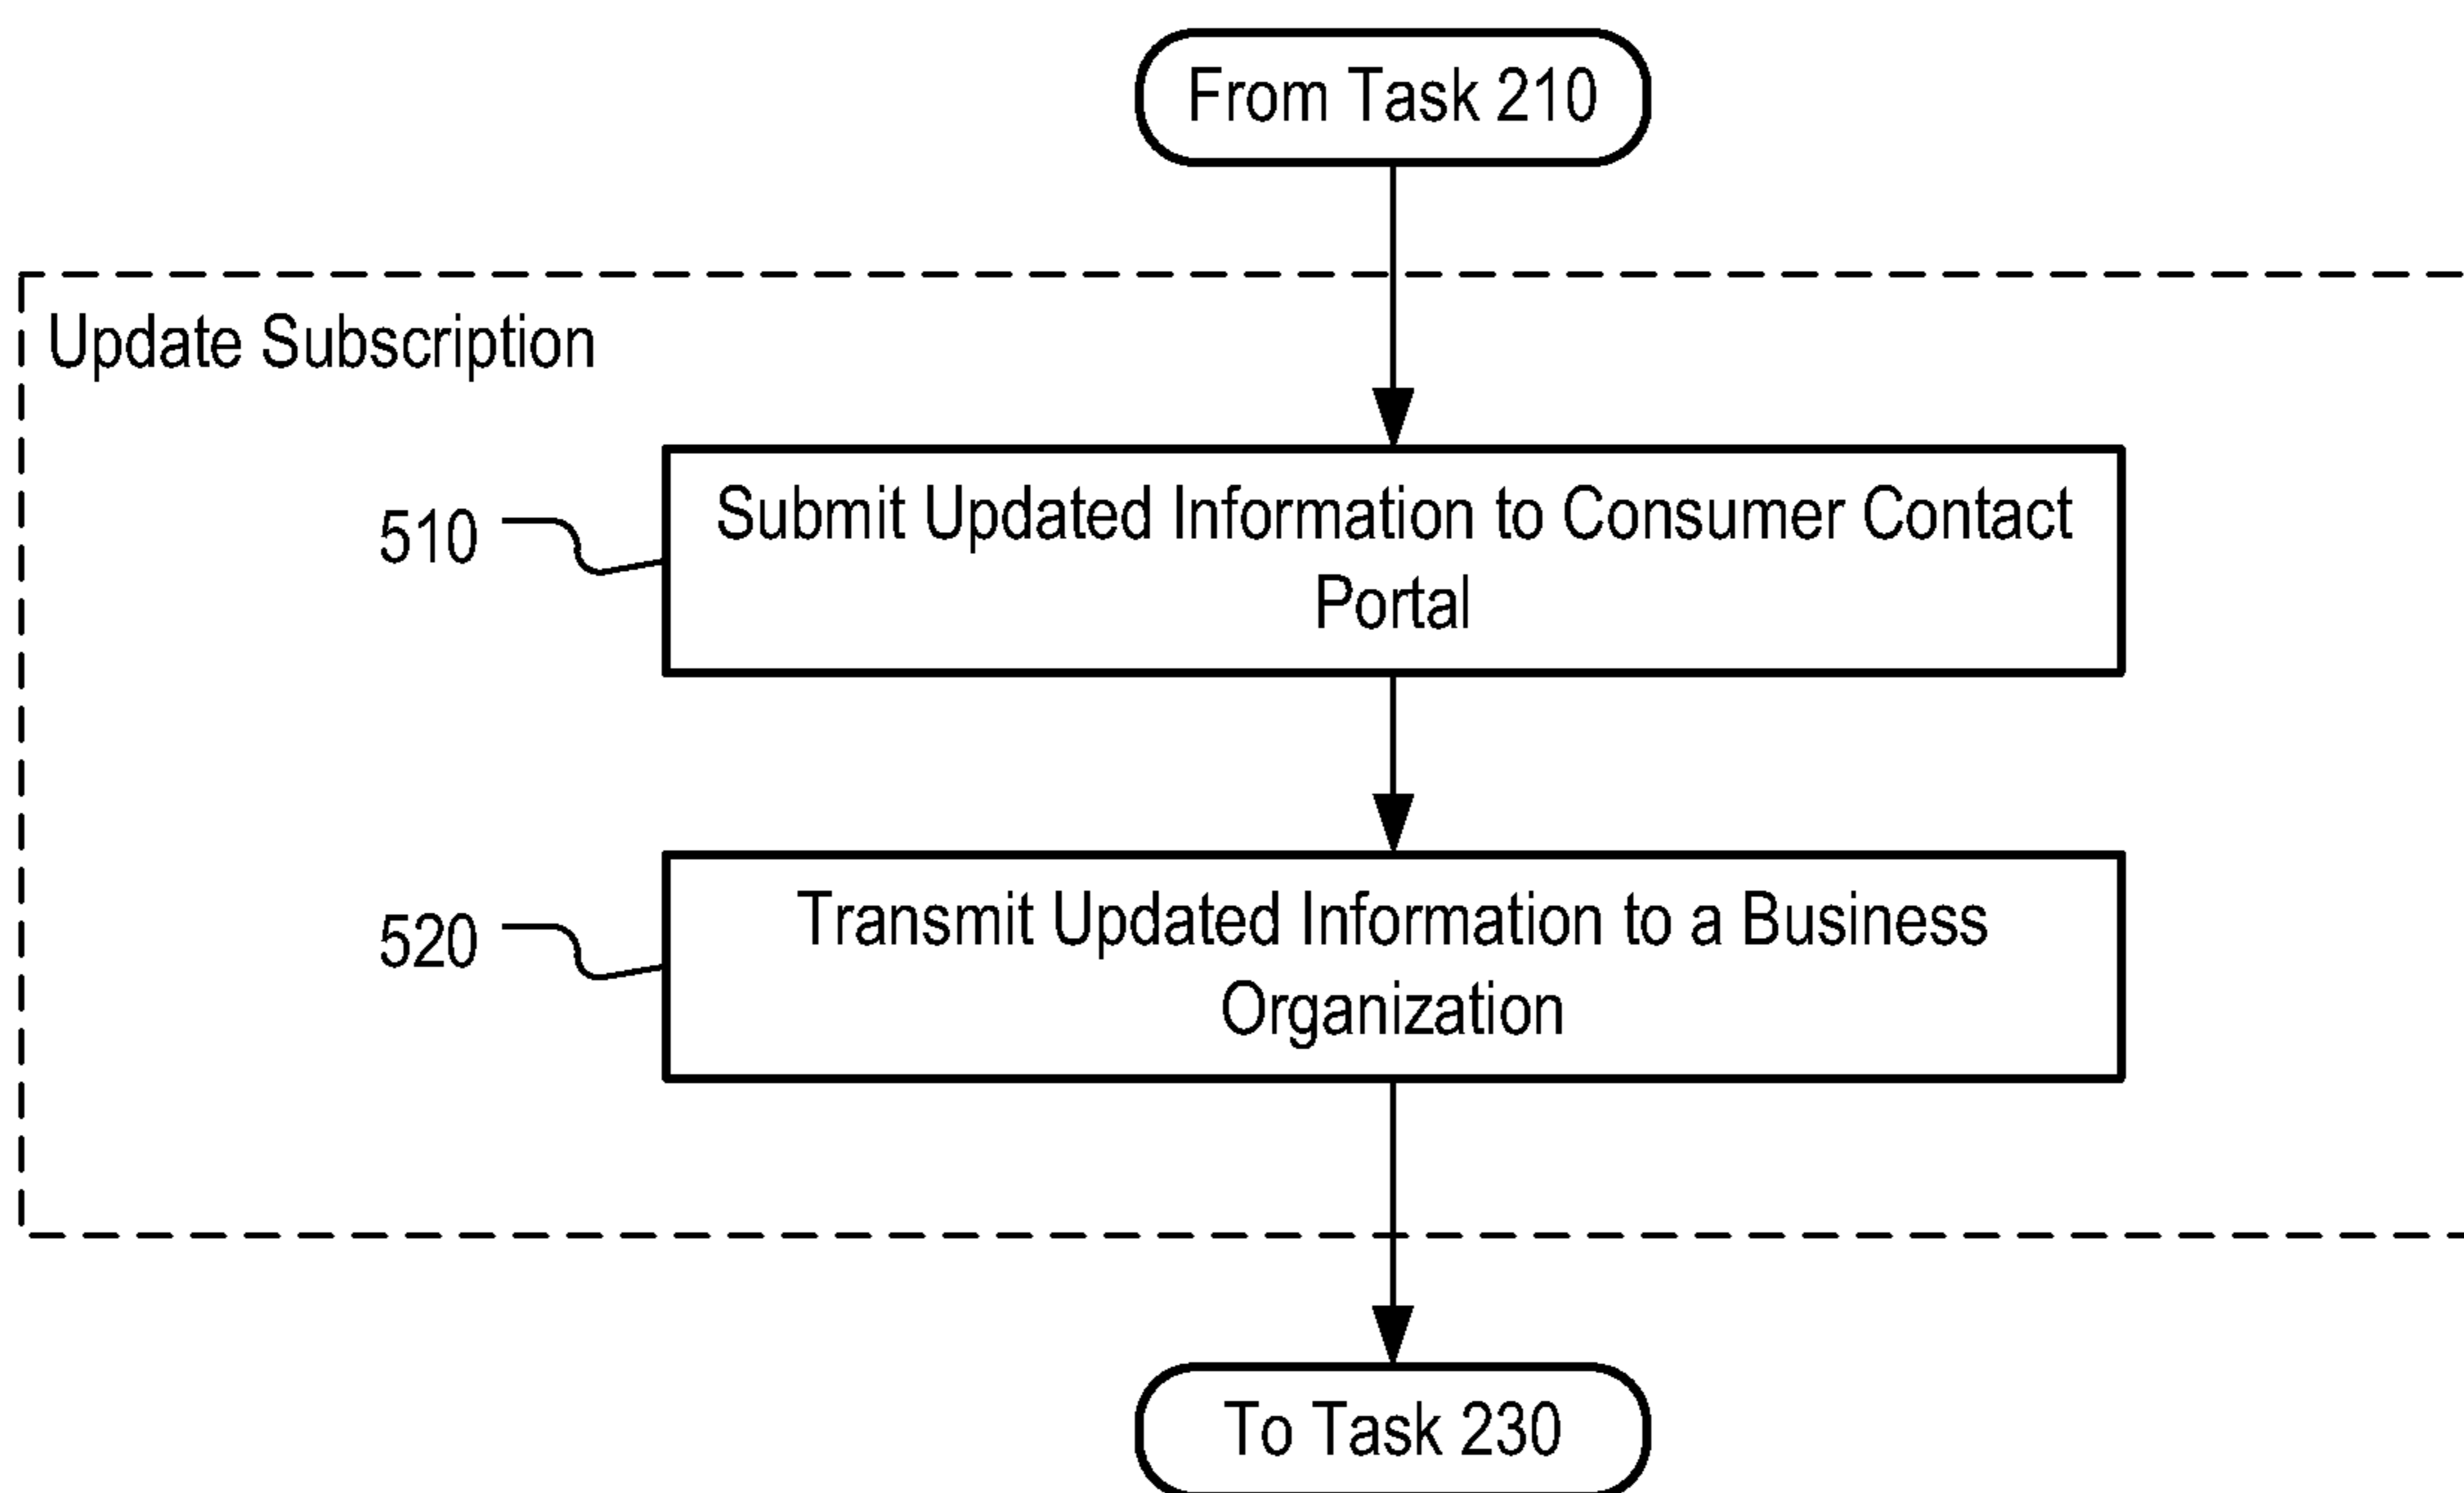 From Task 210
Update Subscription
510
Submit Updated Information to Consumer Contact
Portal
520
Transmit Updated Information to a Business
Organization
To Task 230